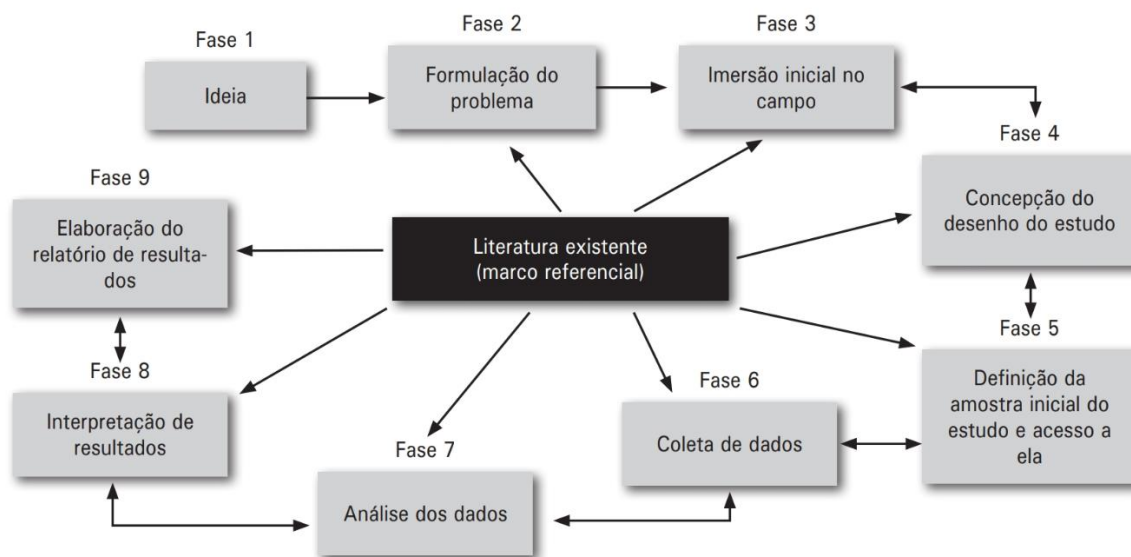 Fase 1
Ideia
Fase 2
Formulação do
problema
Fase 3
Imersão inicial no
campo
Fase 4
Concepção do
desenho do estudo
Fase 9
Elaboração do
relatório de resulta-
dos
Literatura existente
(marco referencial)
Fase 5
Definição da
amostra inicial do
estudo e acesso a
ela
Fase 6
Coleta de dados
Fase 7
Análise dos dados
Fase 8
Interpretação de
resultados